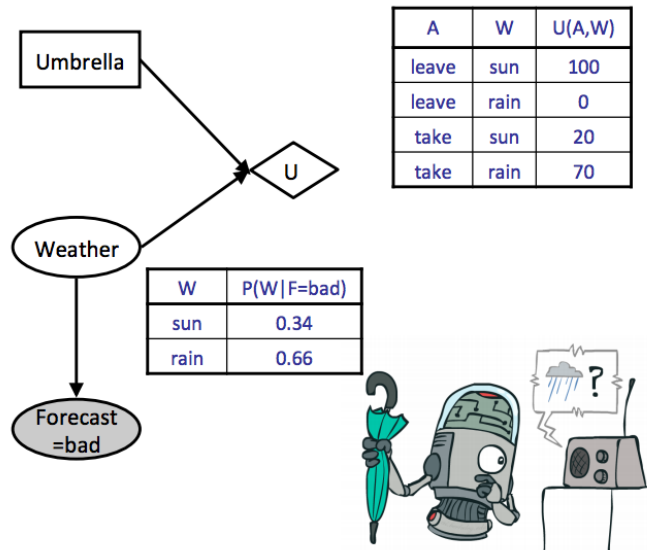 Umbrella
U
Weather
Forecast
=bad
A W U(A,W)
leave sun 100
leave rain 0
take sun 20
take rain 70
W P(W|F=bad)
sun 0.34
rain 0.66
?